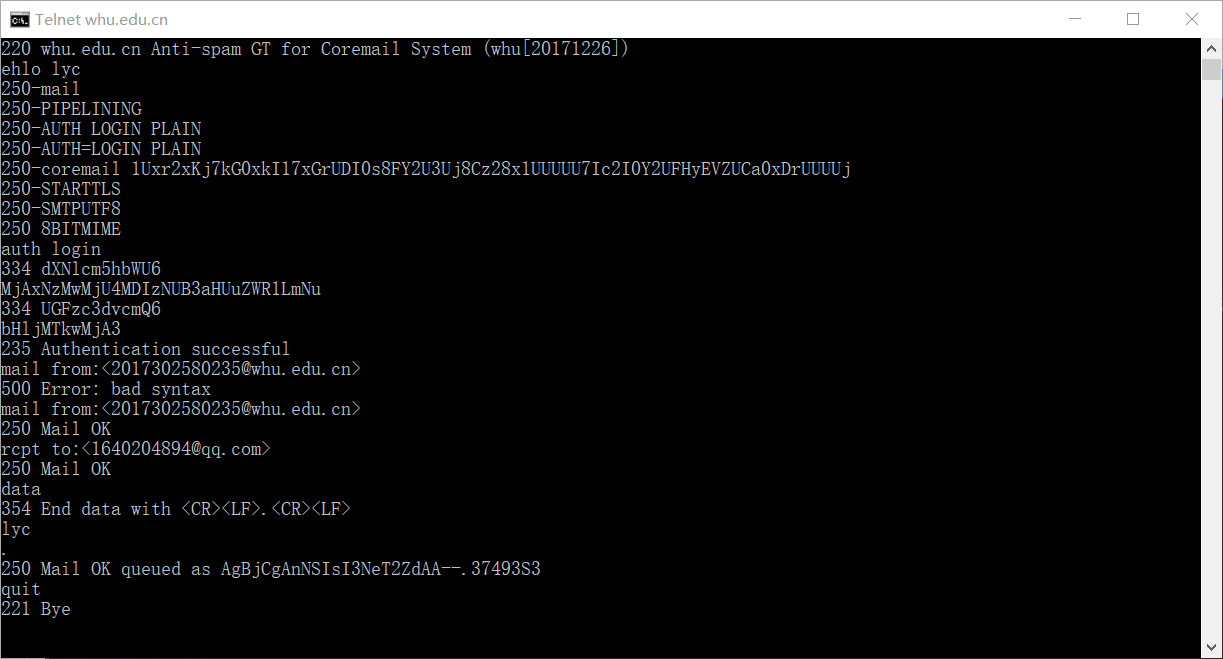 Telnet whu.edu.cn
220 whu.edu.cn Anti-spam GT for Coremail System (whu[20171226])
ehlo lyc
250-mail
250-PIPELINING
250-AUTH LOGIN PLAIN
250-AUTH=LOGIN PLAIN
250-coremail 1Uxr2xKj7kG0xkI17xGrUDI0s8FY2U3Uj8Cz28x1UUUUU7Ic2I0Y2UFHyEVZUCa0xDrUUUUj
250-STARTTLS
250-SMTPUTF8
250 8BITMIME
auth login
334 dXNlcm5hbWU6
MjAxNzMwMjU4MDIzNUB3aHUuZWR1LmNu
334 UGFzc3dvcmQ6
bHljMTkwMjA3
235 Authentication successful
mail from:<2017302580235@whu.edu.cn>
500 Error: bad syntax
mail from:<2017302580235@whu.edu.cn>
250 Mail OK
rcpt to:<1640204894@qq.com>
250 Mail OK
data
354 End data with <CR><LF>.<CR><LF>
lyc
.
250 Mail OK queued as AgBjCgAnNSIsI3NeT2ZdAA--.37493S3
quit
221 Bye